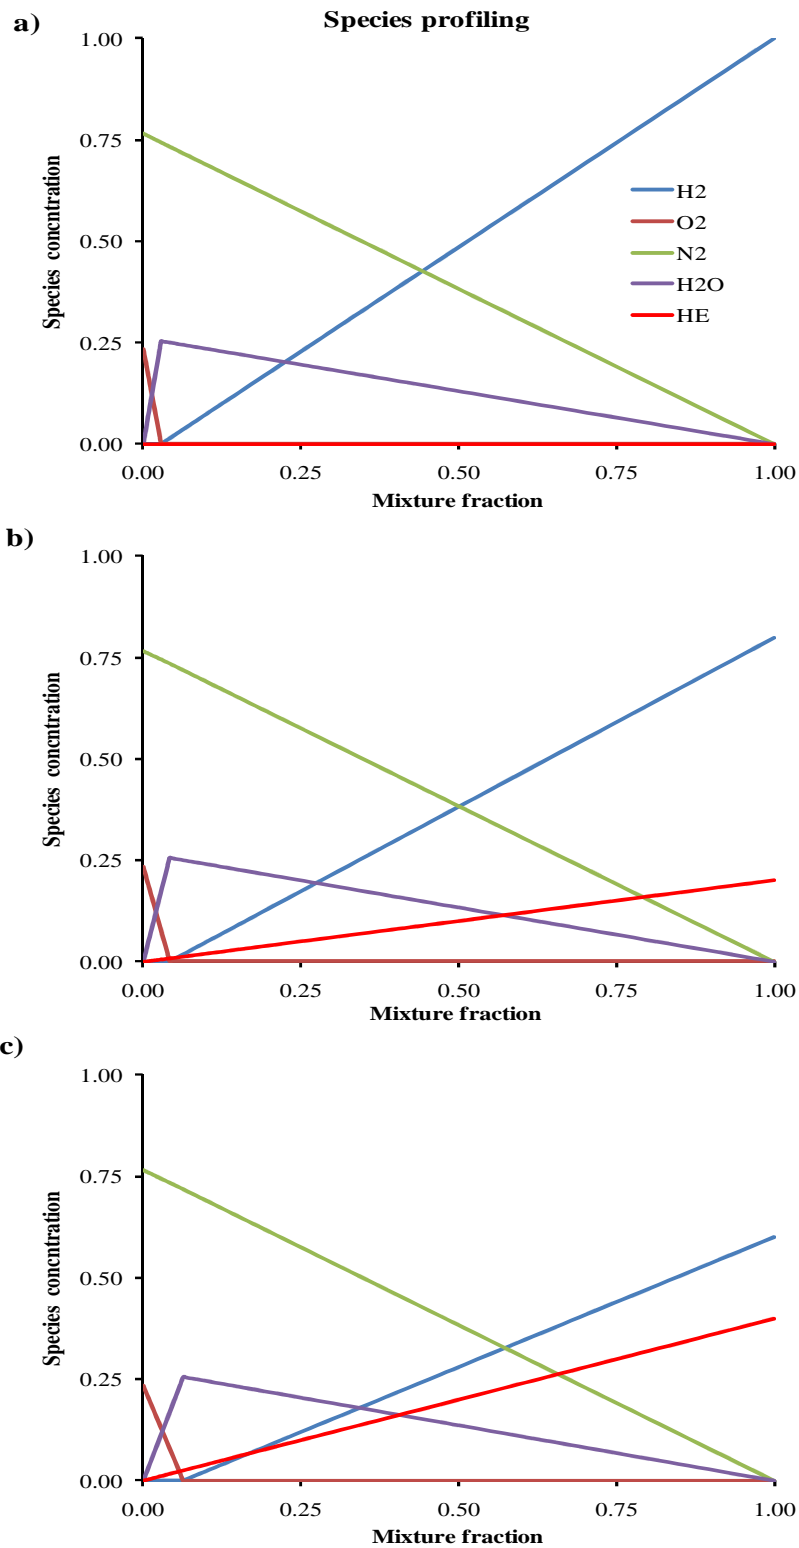 a)
Species profiling
1.00
0.75
0.50
0.25
0.00
Species concntration
H2
O2
N2
H2O
HE
0.00 0.25 0.50 0.75 1.00
Mixture fraction
b)
1.00
0.75
0.50
0.25
0.00
Species concntration
0.00 0.25 0.50 0.75 1.00
Mixture fraction
c)
1.00
0.75
0.50
0.25
0.00
Species concntration
0.00 0.25 0.50 0.75 1.00
Mixture fraction